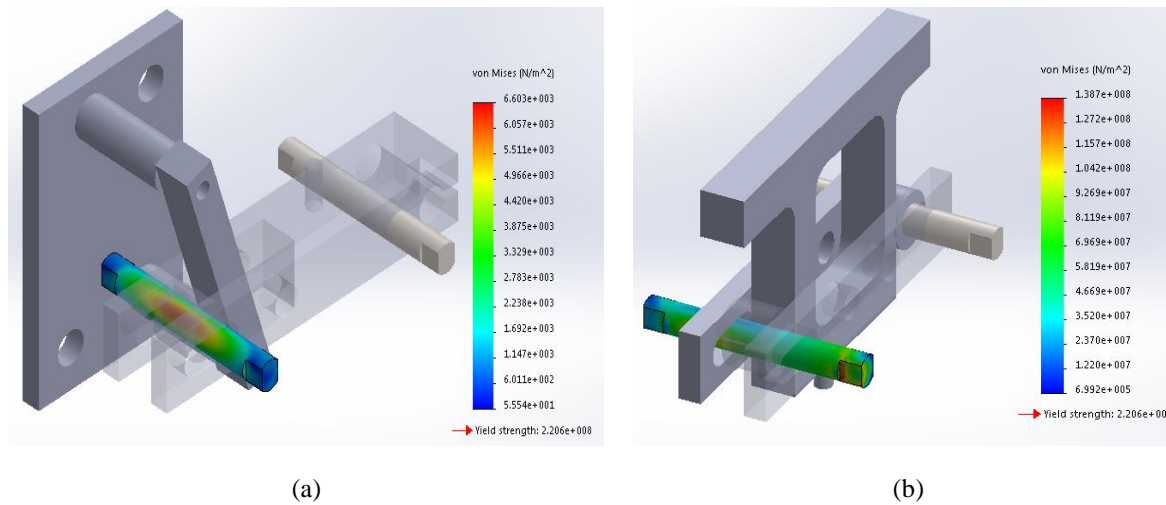 von Mises (N/m^2)
6.603e+003
6.057e+003
5.511e+003
4.966e+003
4.420e+003
3.875e+003
3.329e+003
2.783e+003
2.238e+003
1.692e+003
1.147e+003
6.011e+002
5.554e+001
Yield strength: 2.206e+008
(a)
von Mises (N/m^2)
1.387e+008
1.272e+008
1.157e+008
1.042e+008
9.269e+007
8.119e+007
6.969e+007
5.819e+007
4.669e+007
3.520e+007
2.370e+007
1.220e+007
6.992e+005
Yield strength: 2.206e+00
(b)